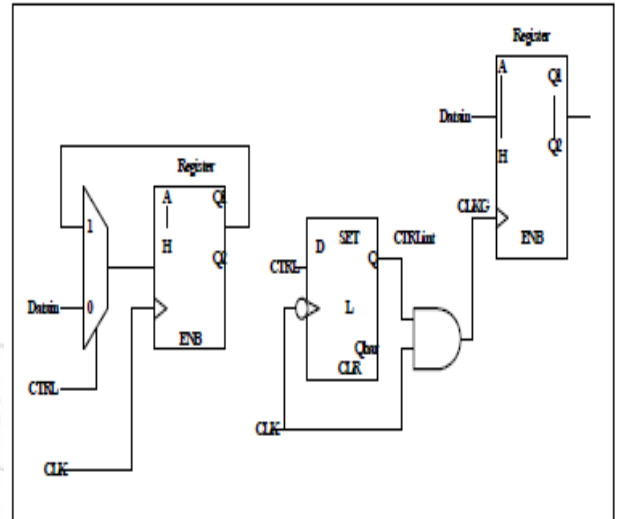 Register
A
Q1
Datain
H
Q2
CLKG
ENB
Register
A
Q1
1
H
Q2
Datain
0
ENB
CTRL
CLK
SET
D
Q
CTRLint
CTRL
L
Qbar
CLR
CLK